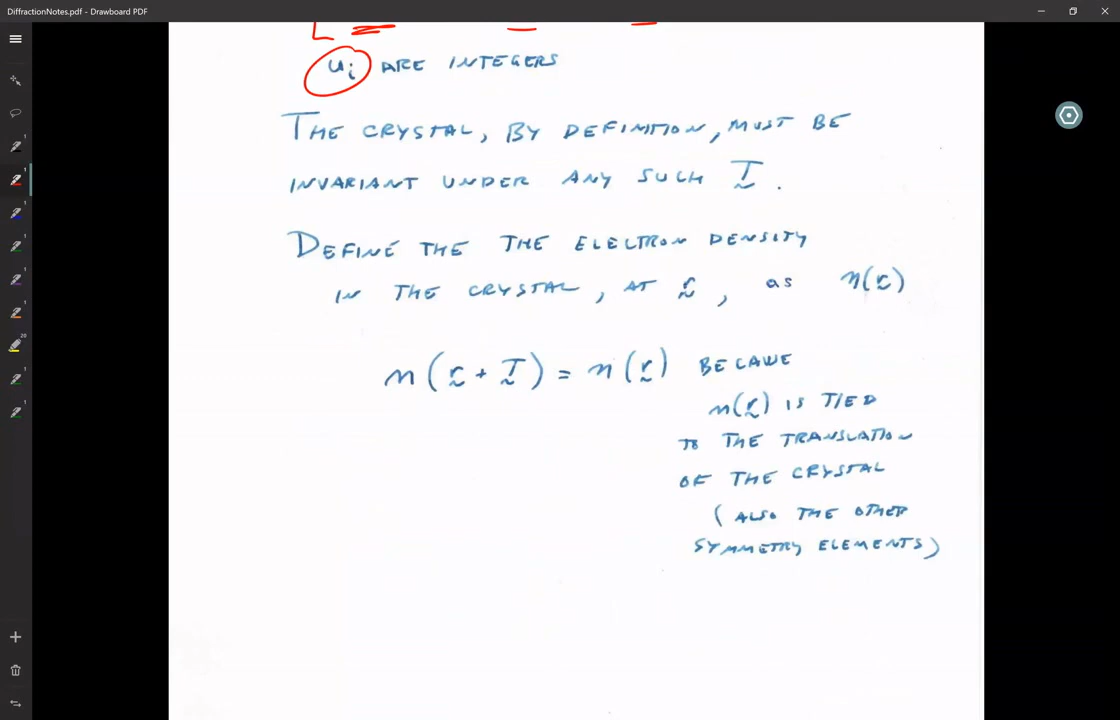 DiffractionNotes.pdf - Drawboard PDF
u_i ARE INTEGERS
THE CRYSTAL, BY DEFINITION, MUST BE
INVARIANT UNDER ANY SUCH T.
DEFINE THE THE ELECTRON DENSITY
IN THE CRYSTAL, AT r, as n(r)
n(r + T) = n(r) BECAUSE
n(r) IS TIED
TO THE TRANSLATION
OF THE CRYSTAL
(ALSO THE OTHER
SYMMETRY ELEMENTS)